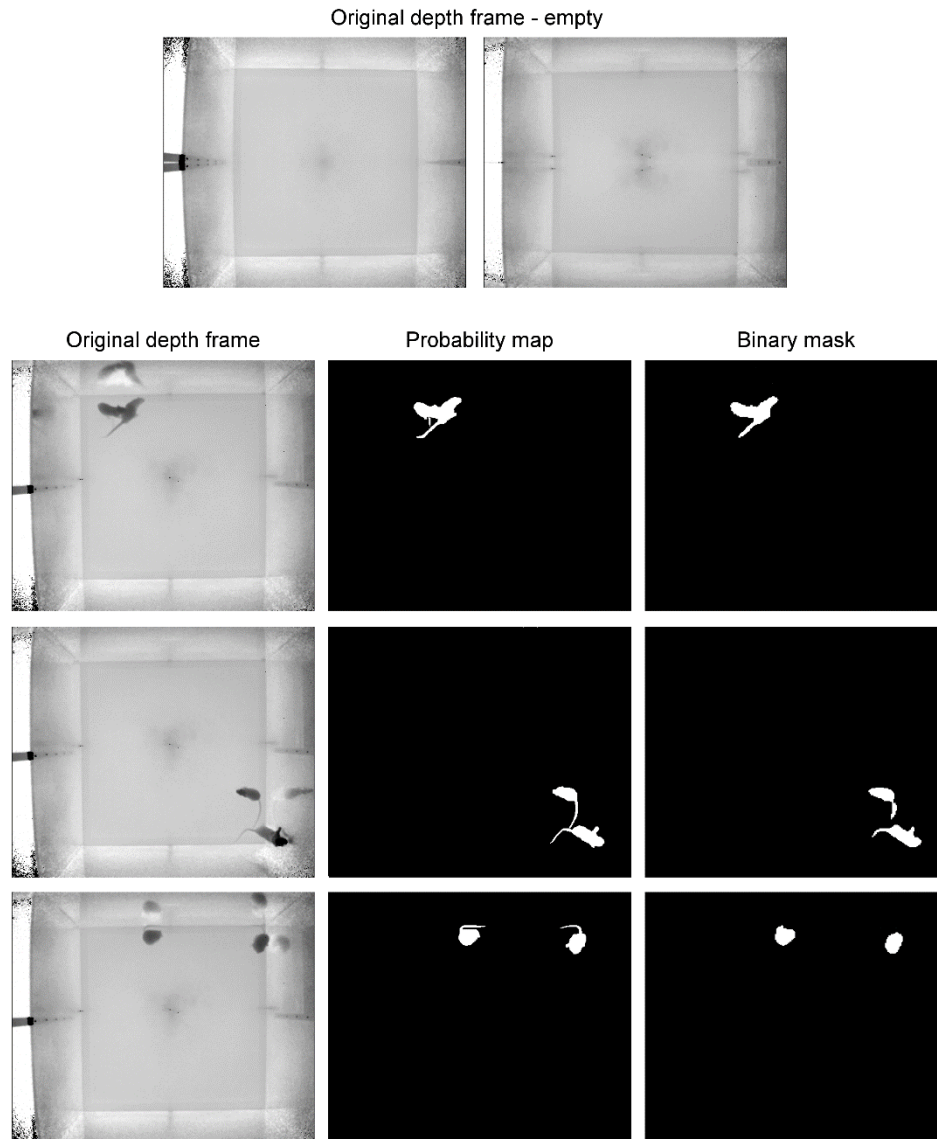 Original depth frame - empty
Original depth frame
Probability map
Binary mask